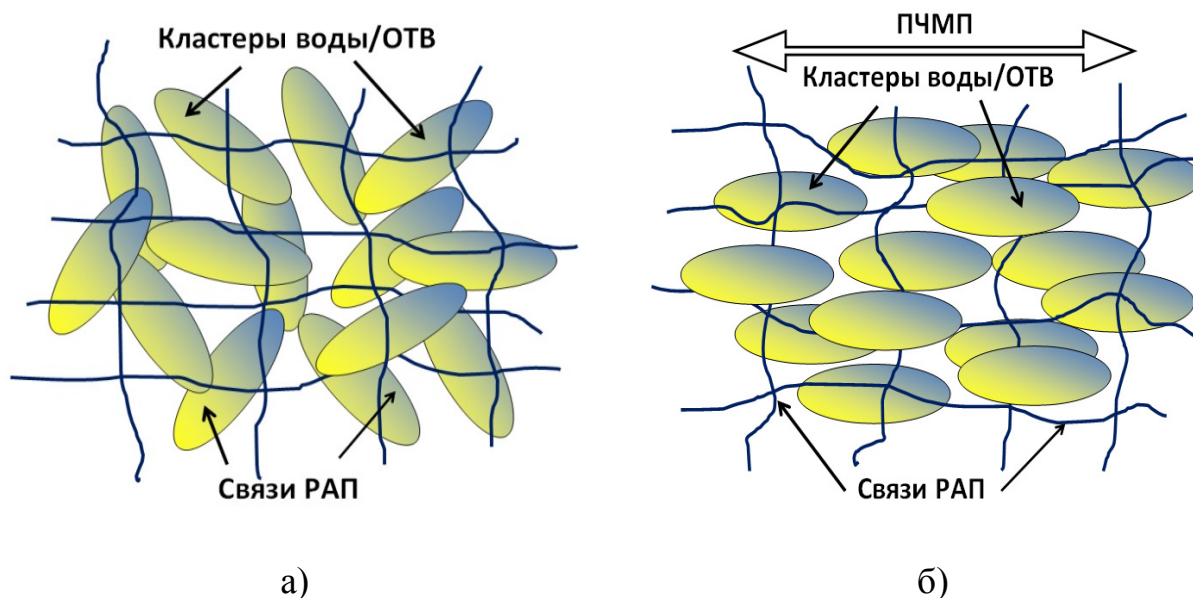 Кластеры воды/ОТВ
Связи РАП
а)
ПЧМП
Кластеры воды/ОТВ
Связи РАП
б)